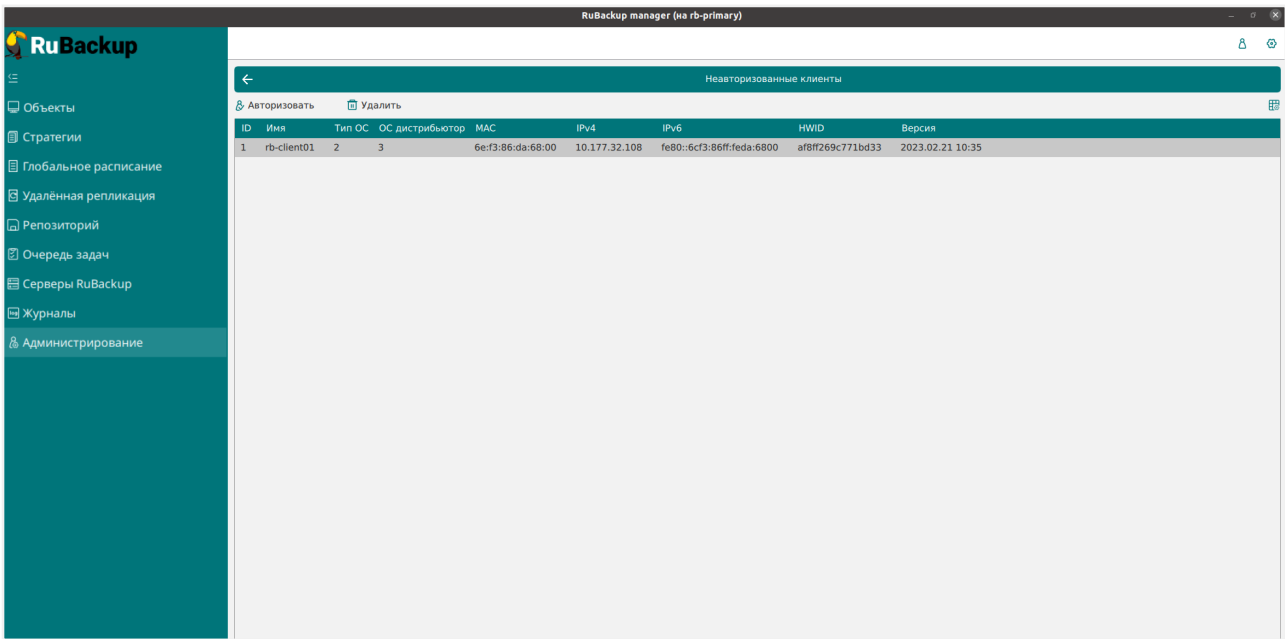 RuBackup manager (на rb-primary)
RuBackup
Объекты
Стратегии
Глобальное расписание
Удалённая репликация
Репозиторий
Очередь задач
Серверы RuBackup
Журналы
Администрирование
Неавторизованные клиенты
Авторизовать Удалить
ID Имя Тип ОС ОС дистрибьютор MAC IPv4 IPv6 HWID Версия
1 rb-client01 2 3 6e:f3:86:da:68:00 10.177.32.108 fe80::6cf3:86ff:feda:6800 af8ff269c771bd33 2023.02.21 10:35